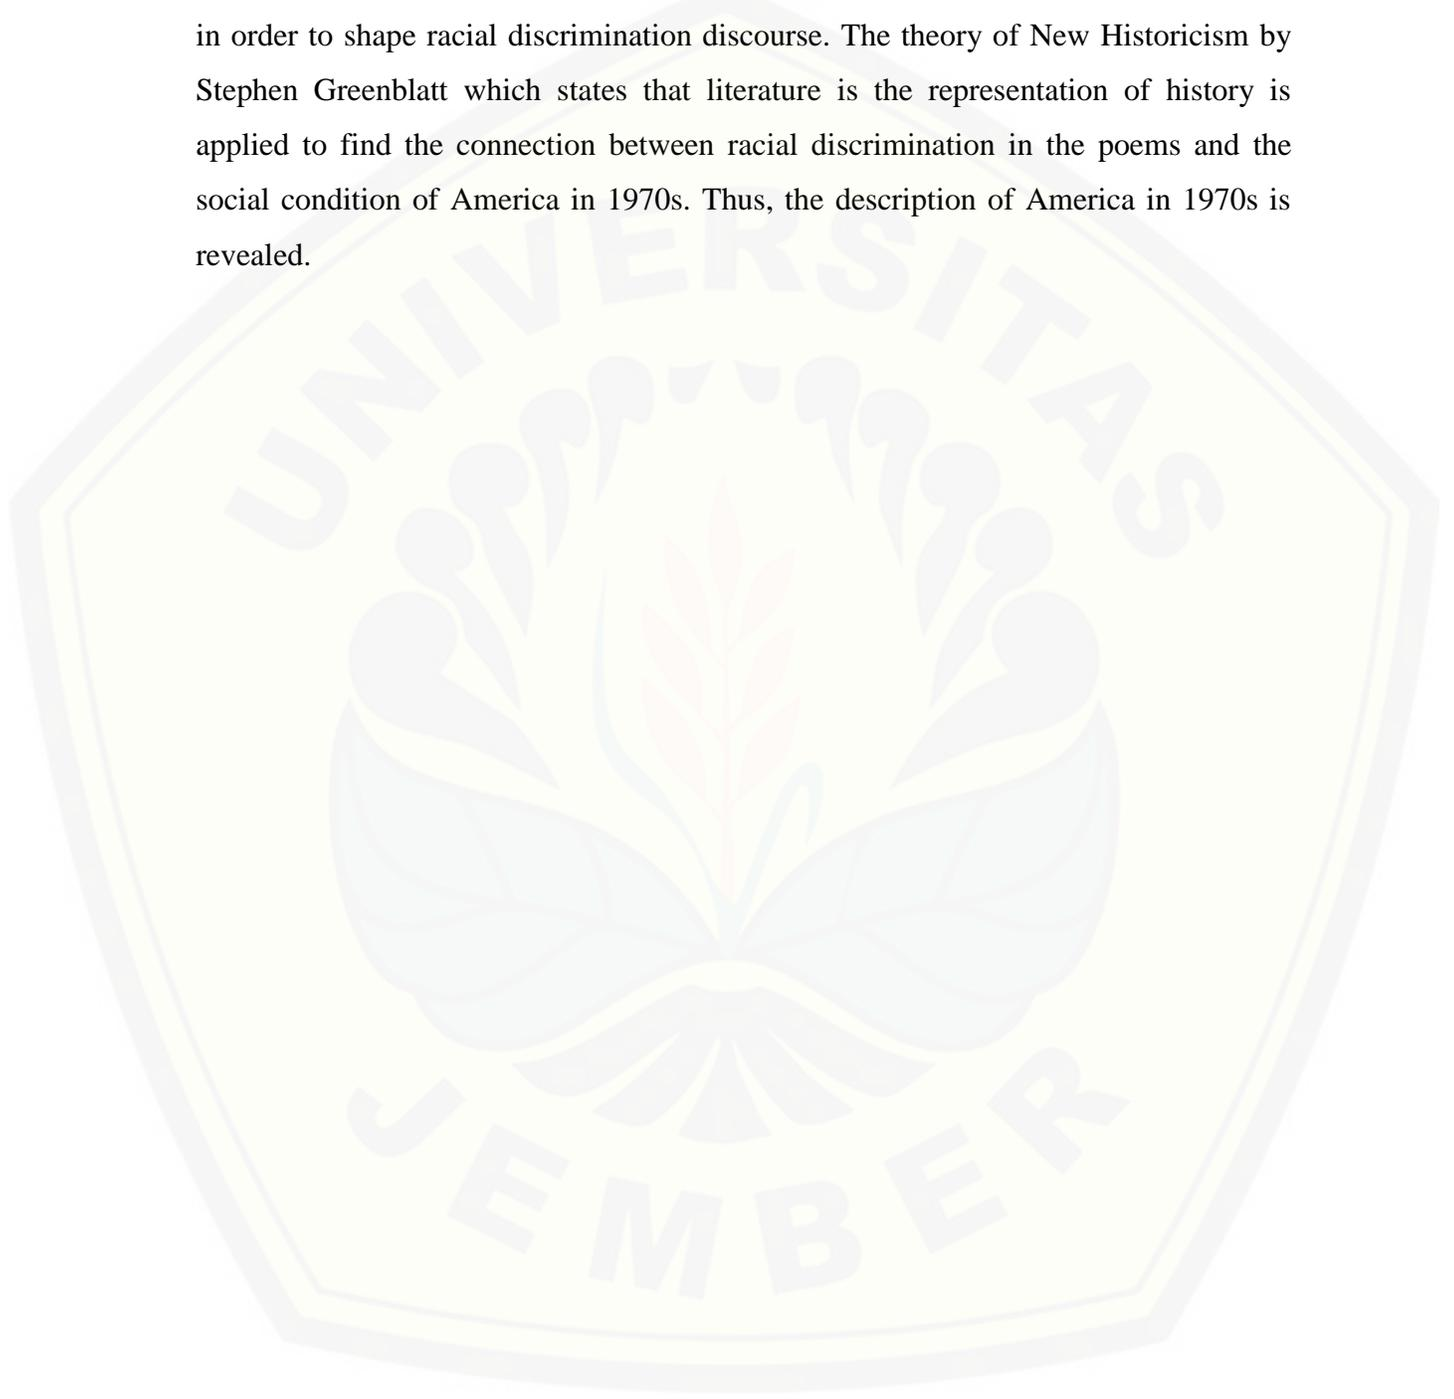 in order to shape racial discrimination discourse. The theory of New Historicism by
Stephen Greenblatt which states that literature is the representation of history is
applied to find the connection between racial discrimination in the poems and the
social condition of America in 1970s. Thus, the description of America in 1970s is
revealed.
UNIVERSITAS
JEMBER